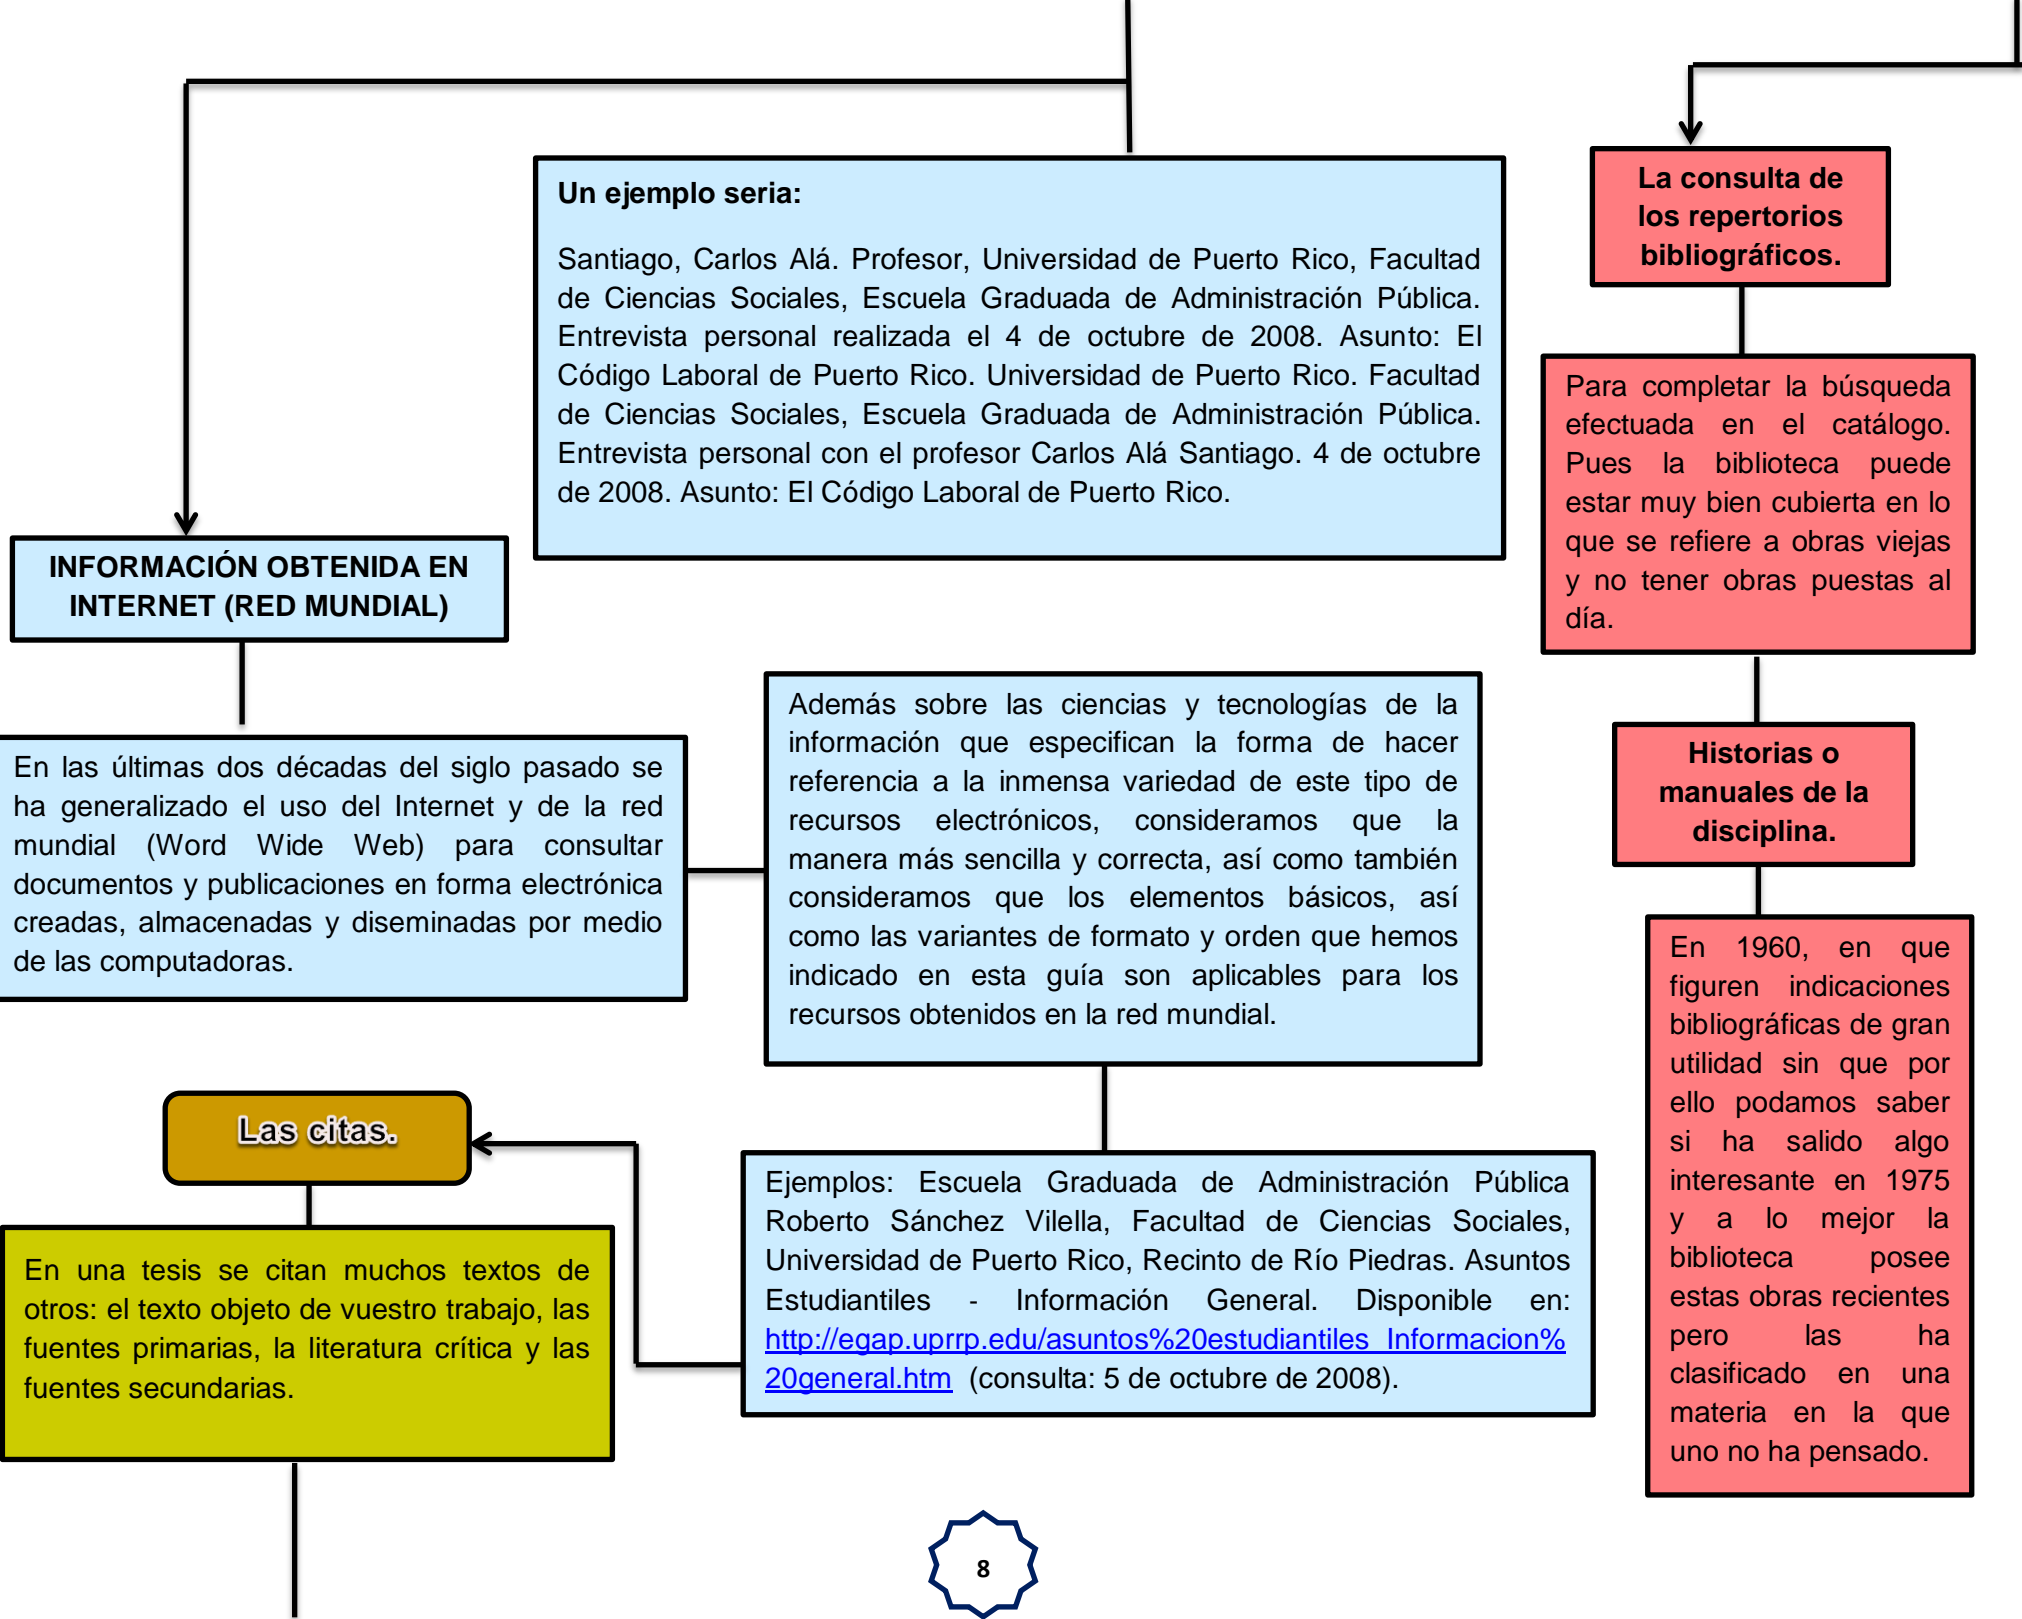 Un ejemplo seria:
Santiago, Carlos Alá. Profesor, Universidad de Puerto Rico, Facultad
de Ciencias Sociales, Escuela Graduada de Administración Pública.
Entrevista personal realizada el 4 de octubre de 2008. Asunto: El
Código Laboral de Puerto Rico. Universidad de Puerto Rico. Facultad
de Ciencias Sociales, Escuela Graduada de Administración Pública.
Entrevista personal con el profesor Carlos Alá Santiago. 4 de octubre
de 2008. Asunto: El Código Laboral de Puerto Rico.
INFORMACIÓN OBTENIDA EN
INTERNET (RED MUNDIAL)
En las últimas dos décadas del siglo pasado se
ha generalizado el uso del Internet y de la red
mundial (Word Wide Web) para consultar
documentos y publicaciones en forma electrónica
creadas, almacenadas y diseminadas por medio
de las computadoras.
Además sobre las ciencias y tecnologías de la
información que especifican la forma de hacer
referencia a la inmensa variedad de este tipo de
recursos electrónicos, consideramos que la
manera más sencilla y correcta, así como también
consideramos que los elementos básicos, así
como las variantes de formato y orden que hemos
indicado en esta guía son aplicables para los
recursos obtenidos en la red mundial.
Ejemplos: Escuela Graduada de Administración Pública
Roberto Sánchez Vilella, Facultad de Ciencias Sociales,
Universidad de Puerto Rico, Recinto de Río Piedras. Asuntos
Estudiantiles - Información General. Disponible en:
http://egap.uprrp.edu/asuntos%20estudiantiles_Informacion%
20general.htm (consulta: 5 de octubre de 2008).
Las citas.
En una tesis se citan muchos textos de
otros: el texto objeto de vuestro trabajo, las
fuentes primarias, la literatura crítica y las
fuentes secundarias.
La consulta de
los repertorios
bibliográficos.
Para completar la búsqueda
efectuada en el catálogo.
Pues la biblioteca puede
estar muy bien cubierta en lo
que se refiere a obras viejas
y no tener obras puestas al
día.
Historias o
manuales de la
disciplina.
En 1960, en que
figuren indicaciones
bibliográficas de gran
utilidad sin que por
ello podamos saber
si ha salido algo
interesante en 1975
y a lo mejor la
biblioteca posee
estas obras recientes
pero las ha
clasificado en una
materia en la que
uno no ha pensado.
8